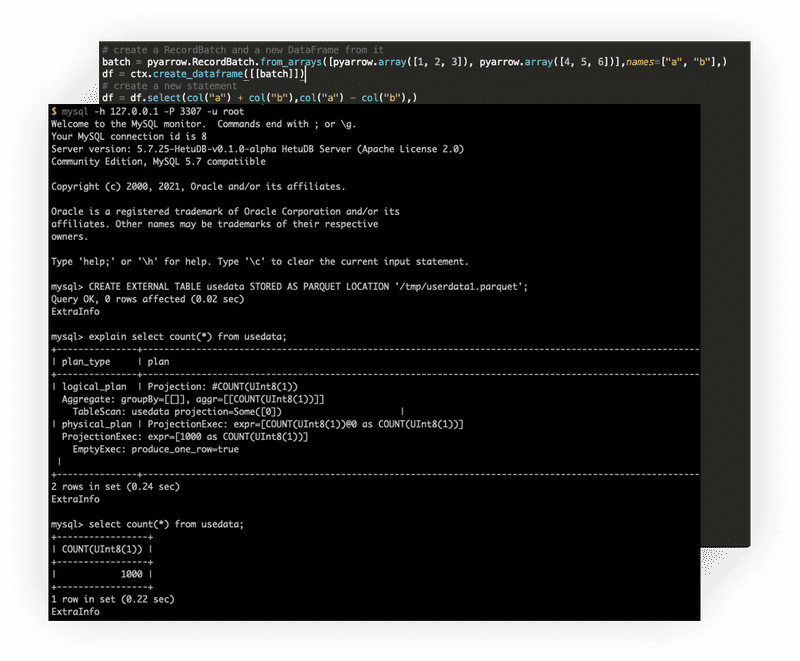 # create a RecordBatch and a new DataFrame from it
batch = pyarrow.RecordBatch.from_arrays([pyarrow.array([1, 2, 3]), pyarrow.array([4, 5, 6])],names=["a", "b"],)
df = ctx.create_dataframe([[batch]])
# create a new statement
df = df.select(col("a") + col("b"),col("a") - col("b"),)
$ mysql -h 127.0.0.1 -P 3307 -u root
Welcome to the MySQL monitor.  Commands end with ; or \g.
Your MySQL connection id is 8
Server version: 5.7.25-HetuDB-v0.1.0-alpha HetuDB Server (Apache License 2.0)
Community Edition, MySQL 5.7 compatiible
Copyright (c) 2000, 2021, Oracle and/or its affiliates.
Oracle is a registered trademark of Oracle Corporation and/or its
affiliates. Other names may be trademarks of their respective
owners.
Type 'help;' or '\h' for help. Type '\c' to clear the current input statement.
mysql> CREATE EXTERNAL TABLE usedata STORED AS PARQUET LOCATION '/tmp/userdata1.parquet';
Query OK, 0 rows affected (0.02 sec)
ExtraInfo
mysql> explain select count(*) from usedata;
| plan_type     | plan
| logical_plan  | Projection: #COUNT(UInt8(1))
  Aggregate: groupBy=[[]], aggr=[[COUNT(UInt8(1))]]
    TableScan: usedata projection=Some([0])                    |
| physical_plan | ProjectionExec: expr=[COUNT(UInt8(1))@0 as COUNT(UInt8(1))]
  ProjectionExec: expr=[1000 as COUNT(UInt8(1))]
    EmptyExec: produce_one_row=true
 |
2 rows in set (0.24 sec)
ExtraInfo
mysql> select count(*) from usedata;
| COUNT(UInt8(1)) |
|            1000 |
1 row in set (0.22 sec)
ExtraInfo